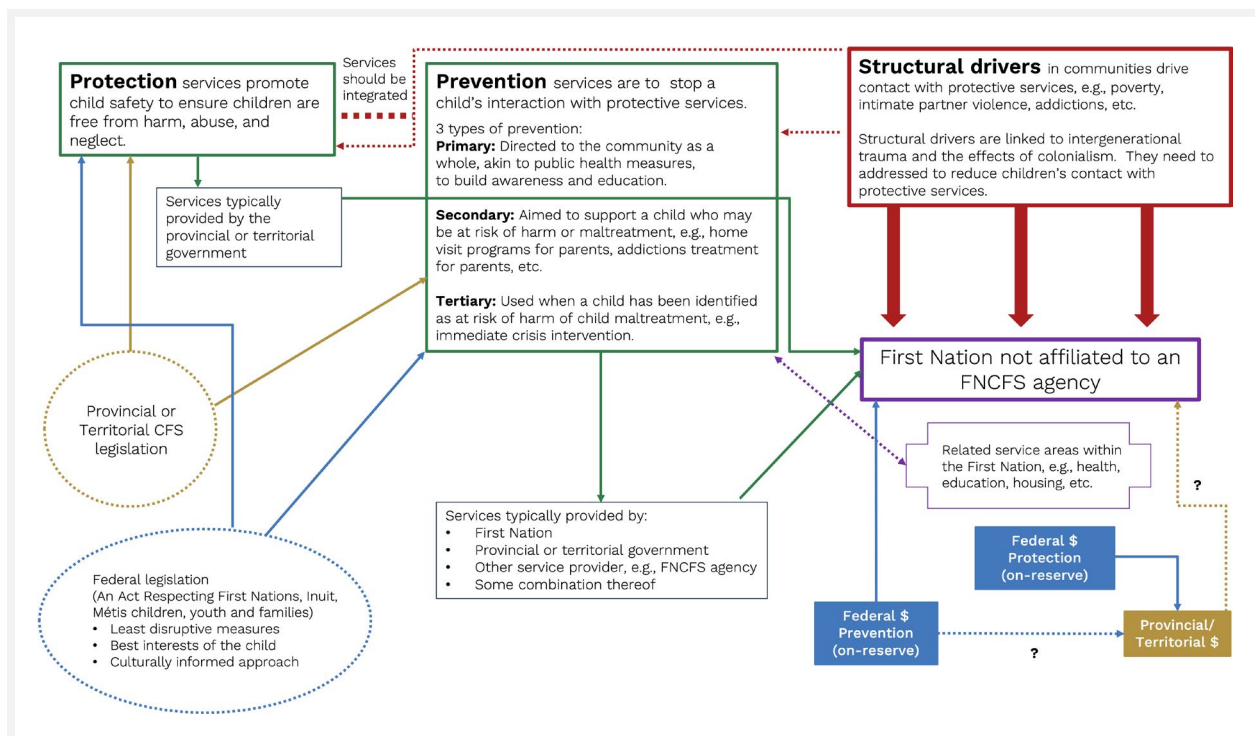 Protection services promote
child safety to ensure children are
free from harm, abuse, and
neglect.
Services
should be
integrated
Prevention services are to stop a
child's interaction with protective services.
3 types of prevention:
Primary: Directed to the community as a
whole, akin to public health measures,
to build awareness and education.
Secondary: Aimed to support a child who may
be at risk of harm or maltreatment, e.g., home
visit programs for parents, addictions treatment
for parents, etc.
Tertiary: Used when a child has been identified
as at risk of harm of child maltreatment, e.g.,
immediate crisis intervention.
Structural drivers in communities drive
contact with protective services, e.g., poverty,
intimate partner violence, addictions, etc.
Structural drivers are linked to intergenerational
trauma and the effects of colonialism. They need to
addressed to reduce children's contact with
protective services.
Services typically
provided by the
provincial or territorial
government
First Nation not affiliated to an
FNCFS agency
Provincial or
Territorial CFS
legislation
Related service areas within
the First Nation, e.g., health,
education, housing, etc.
?
Services typically provided by:
• First Nation
• Provincial or territorial government
• Other service provider, e.g., FNCFS agency
• Some combination thereof
Federal $
Protection
(on-reserve)
Federal legislation
(An Act Respecting First Nations, Inuit,
Métis children, youth and families)
• Least disruptive measures
• Best interests of the child
• Culturally informed approach
Federal $
Prevention
(on-reserve)
?
Provincial/
Territorial $